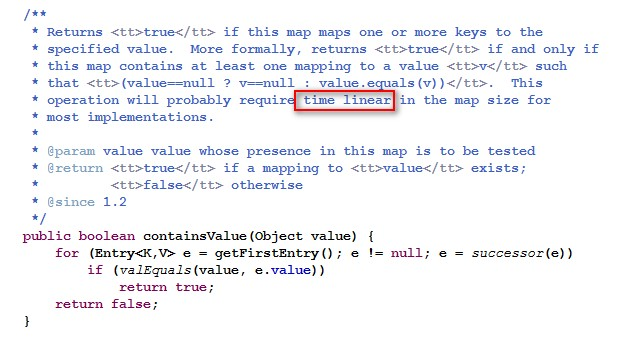 /**
 * Returns <tt>true</tt> if this map maps one or more keys to the
 * specified value.  More formally, returns <tt>true</tt> if and only if
 * this map contains at least one mapping to a value <tt>v</tt> such
 * that <tt>(value==null ? v==null : value.equals(v))</tt>.  This
 * operation will probably require time linear in the map size for
 * most implementations.
 *
 * @param value value whose presence in this map is to be tested
 * @return <tt>true</tt> if a mapping to <tt>value</tt> exists;
 *         <tt>false</tt> otherwise
 * @since 1.2
 */
public boolean containsValue(Object value) {
    for (Entry<K,V> e = getFirstEntry(); e != null; e = successor(e))
        if (valEquals(value, e.value))
            return true;
    return false;
}